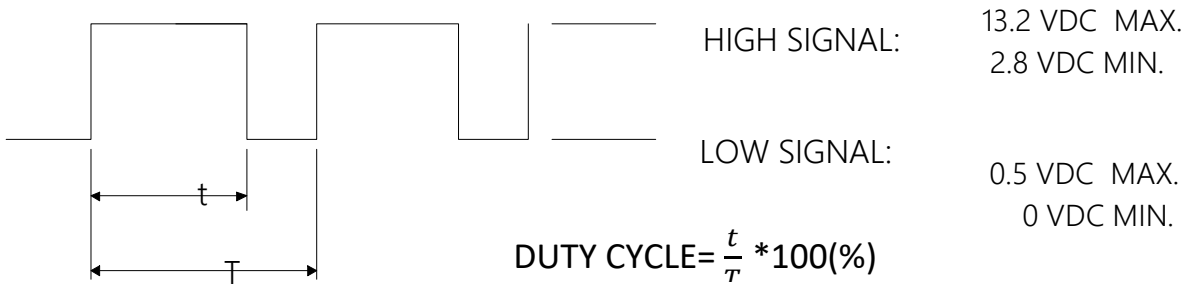 HIGH SIGNAL:
13.2 VDC MAX.
2.8 VDC MIN.
LOW SIGNAL:
0.5 VDC MAX.
0 VDC MIN.
t
T
DUTY CYCLE= t/T *100(%)